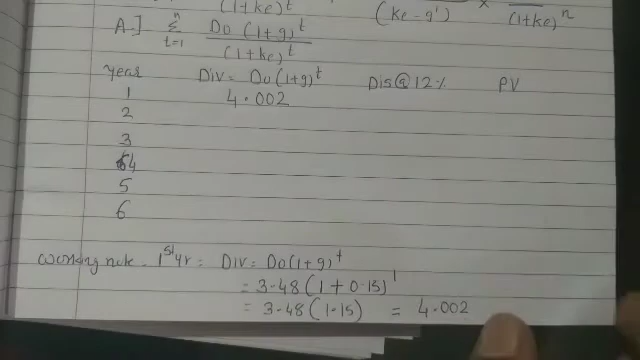 (1+ke)^t (ke-g') × (1+ke)^n
A] n Σ t=1 Do (1+g)^t
(1+ke)^t
Year Div = Do(1+g)^t Dis@12% PV
1 4.002
2
3
4
5
6
Working note - 1st yr = Div = Do(1+g)^t
= 3.48(1+0.15)^1
= 3.48(1.15) = 4.002